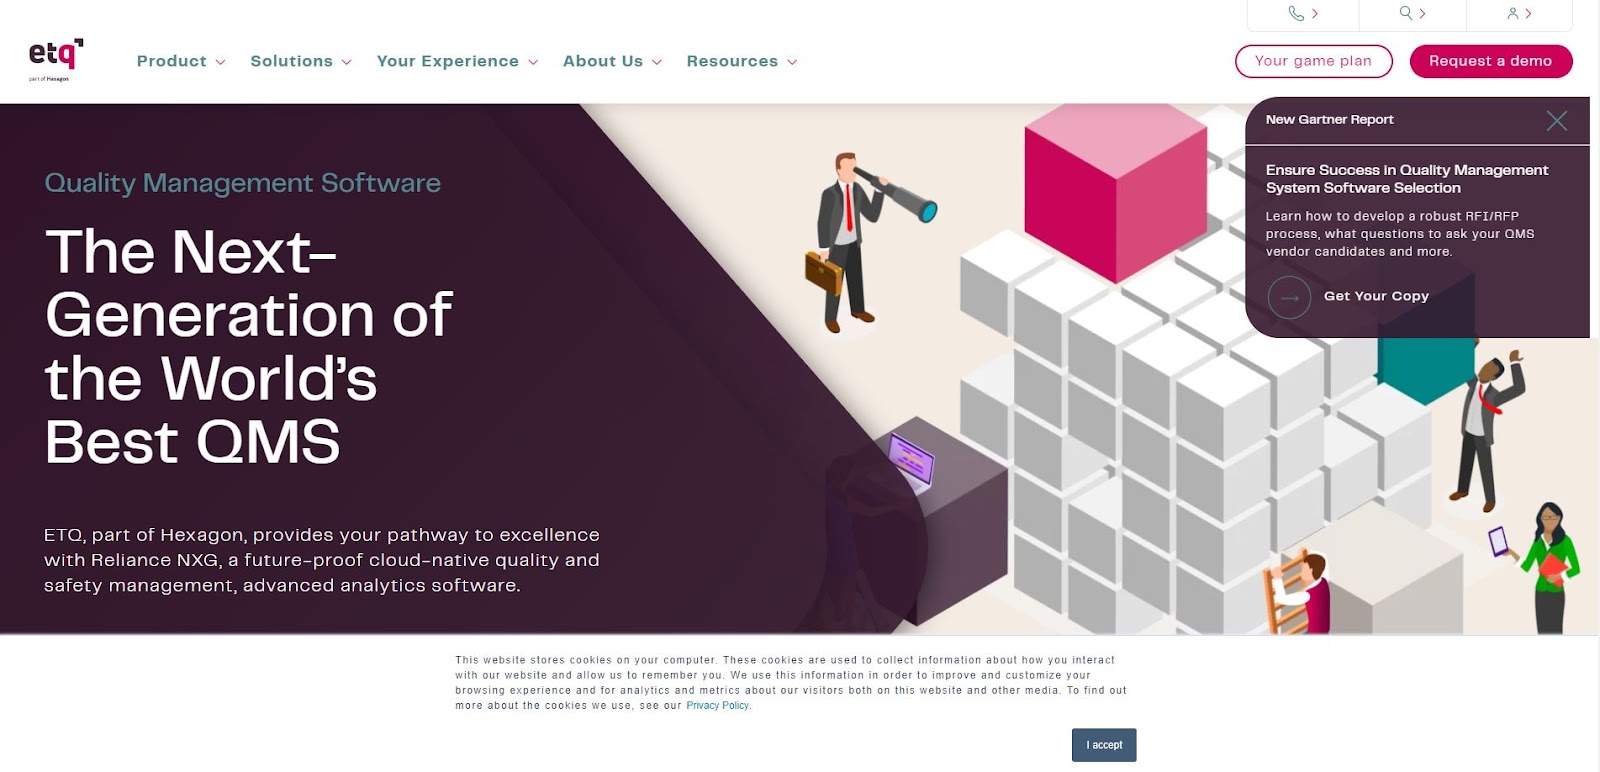 etq
part of Hexagon
Product
Solutions
Your Experience
About Us
Resources
Your game plan
Request a demo
Quality Management Software
The Next-
Generation of
the World's
Best QMS
ETQ, part of Hexagon, provides your pathway to excellence
with Reliance NXG, a future-proof cloud-native quality and
safety management, advanced analytics software.
New Gartner Report
Ensure Success in Quality Management
System Software Selection
Learn how to develop a robust RFI/RFP
process, what questions to ask your QMS
vendor candidates and more.
Get Your Copy
This website stores cookies on your computer. These cookies are used to collect information about how you interact
with our website and allow us to remember you. We use this information in order to improve and customize your
browsing experience and for analytics and metrics about our visitors both on this website and other media. To find out
more about the cookies we use, see our Privacy Policy.
I accept